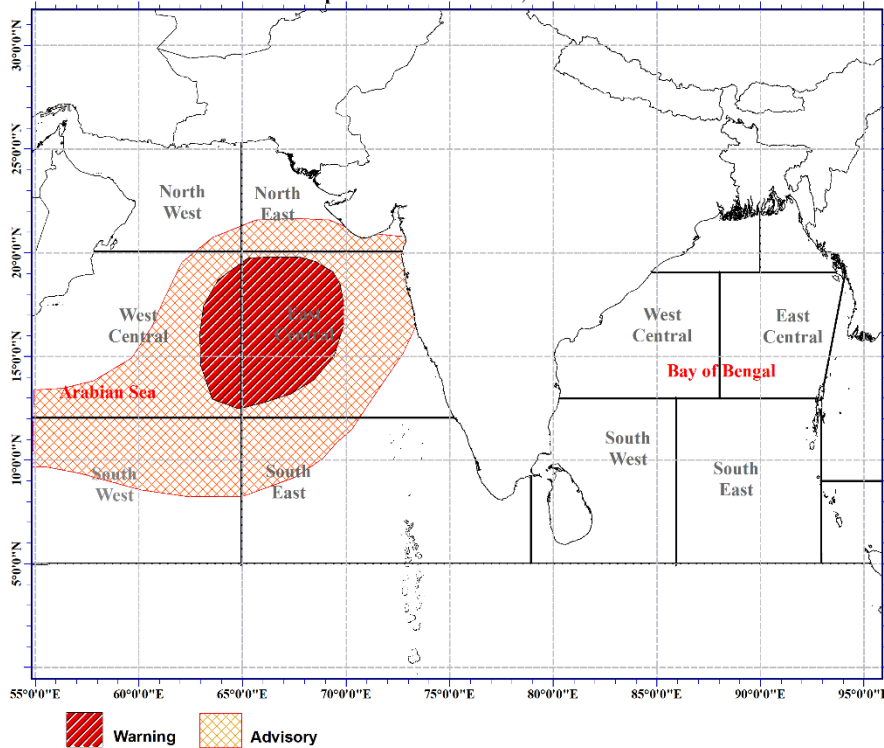 30°0'0"N
25°0'0"N
20°0'0"N
15°0'0"N
10°0'0"N
5°0'0"N
North
West
North
East
West
Central
East
Central
West
Central
East
Central
Arabian Sea
Bay of Bengal
South
West
South
East
South
West
South
East
55°0'0"E
60°0'0"E
65°0'0"E
70°0'0"E
75°0'0"E
80°0'0"E
85°0'0"E
90°0'0"E
95°0'0"E
Warning
Advisory